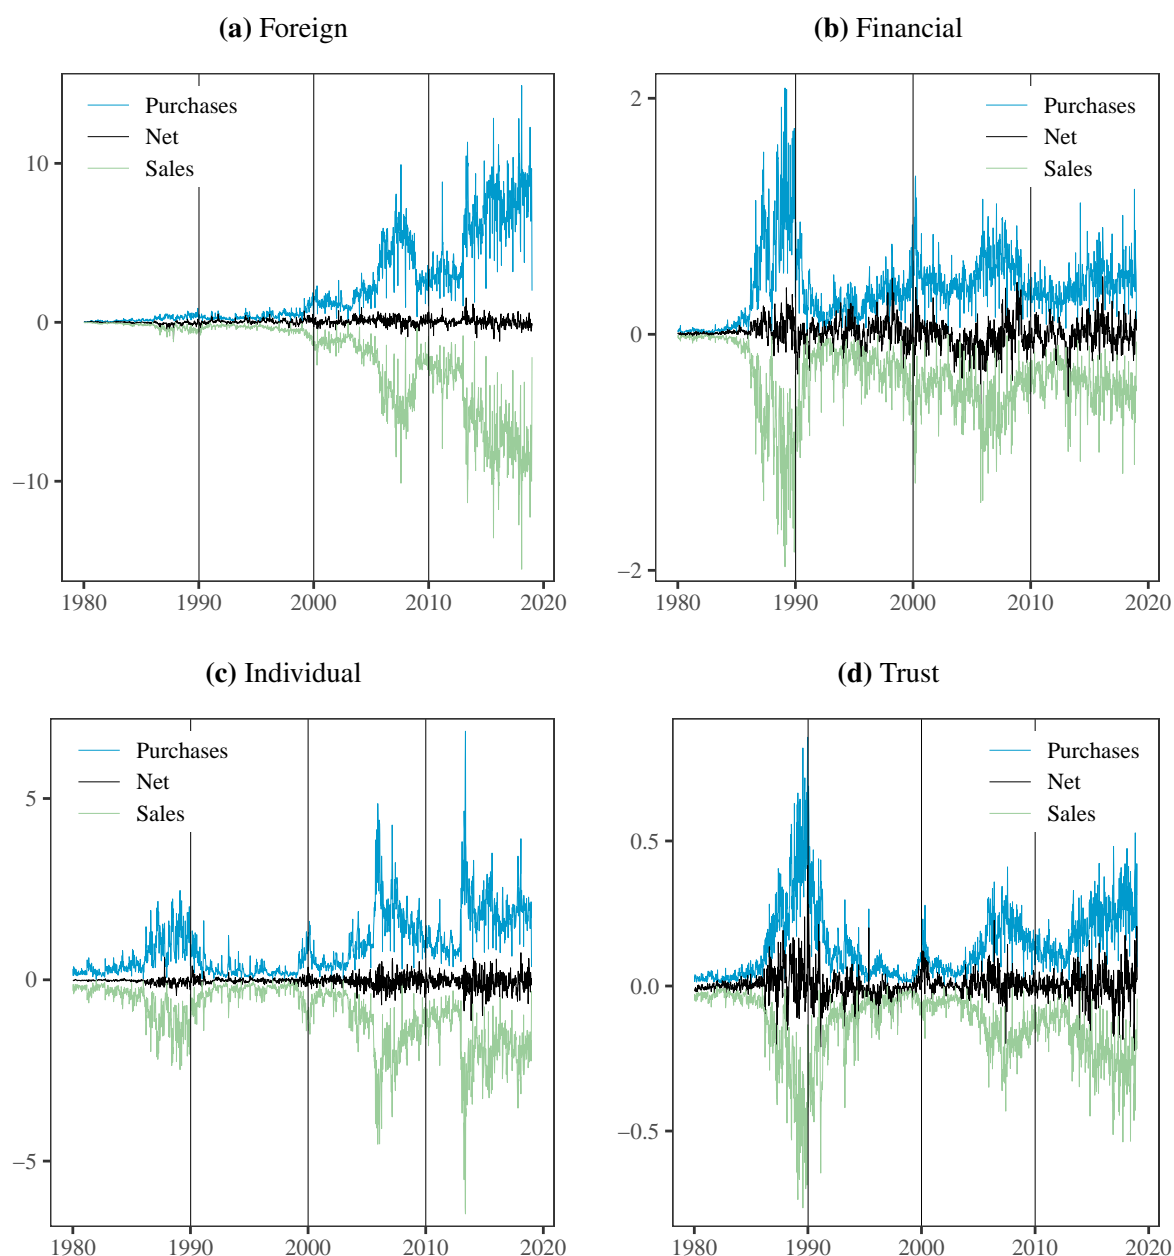 (a) Foreign
(b) Financial
Purchases
Net
Sales
10
0
−10
1980 1990 2000 2010 2020
Purchases
Net
Sales
2
0
−2
1980 1990 2000 2010 2020
(c) Individual
(d) Trust
Purchases
Net
Sales
5
0
−5
1980 1990 2000 2010 2020
Purchases
Net
Sales
0.5
0.0
−0.5
1980 1990 2000 2010 2020